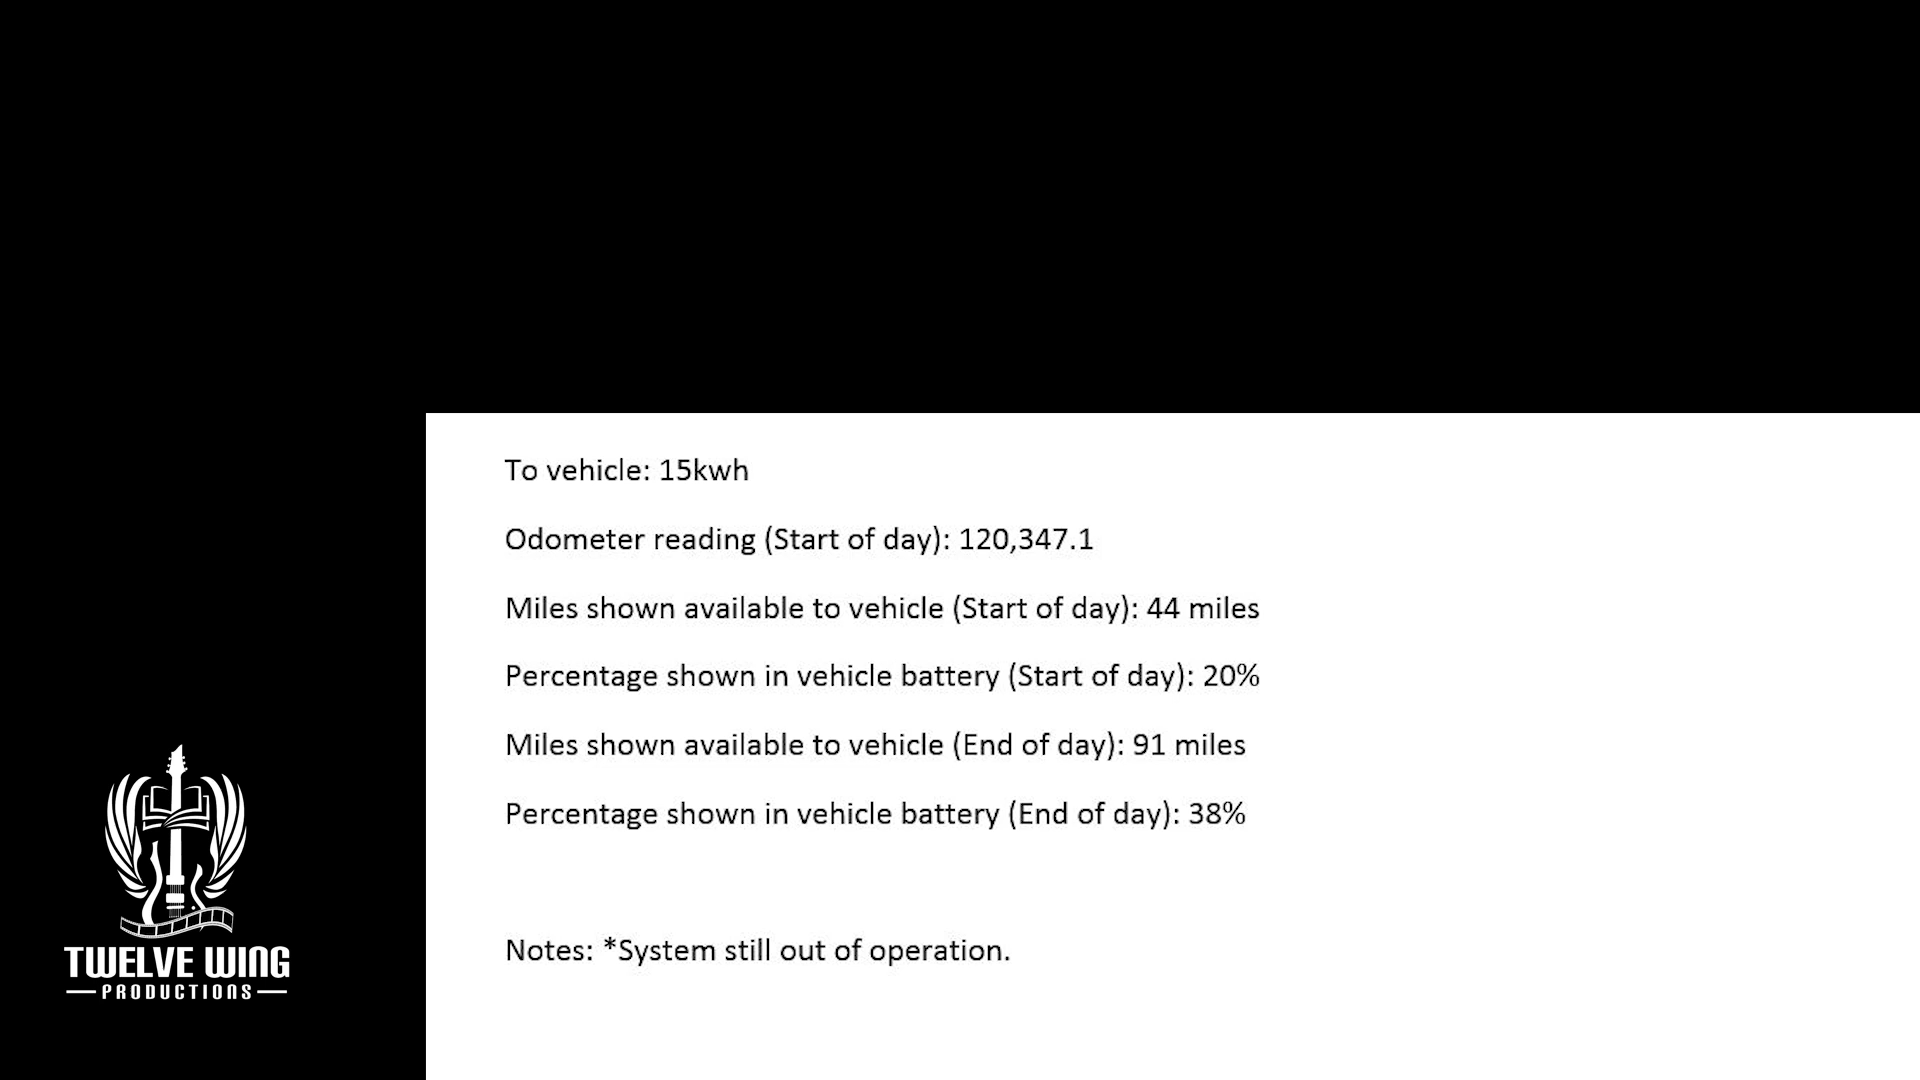 To vehicle: 15kwh
Odometer reading (Start of day): 120,347.1
Miles shown available to vehicle (Start of day): 44 miles
Percentage shown in vehicle battery (Start of day): 20%
Miles shown available to vehicle (End of day): 91 miles
Percentage shown in vehicle battery (End of day): 38%
Notes: *System still out of operation.
TWELVE WING
PRODUCTIONS